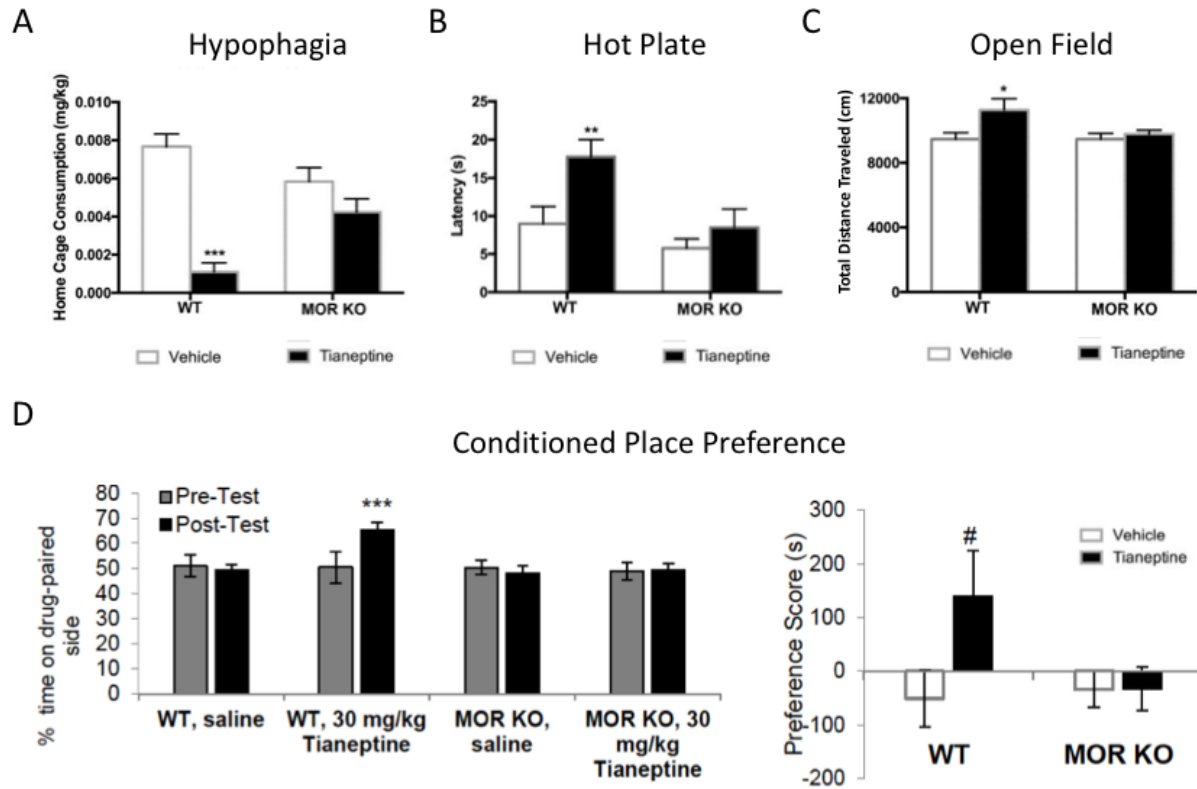 A
Hypophagia
Home Cage Consumption (mg/kg)
0.010
0.008
0.006
0.004
0.002
0.000
***
WT
MOR KO
Vehicle
Tianeptine
B
Hot Plate
Latency (s)
25
20
15
10
5
0
**
WT
MOR KO
Vehicle
Tianeptine
C
Open Field
Total Distance Traveled (cm)
12000
9000
4000
0
*
WT
MOR KO
Vehicle
Tianeptine
D
Conditioned Place Preference
% time on drug-paired
side
80
70
60
50
40
30
20
10
0
Pre-Test
Post-Test
***
WT, saline
WT, 30 mg/kg
Tianeptine
MOR KO,
saline
MOR KO, 30
mg/kg
Tianeptine
Preference Score (s)
300
200
100
0
-100
-200
#
Vehicle
Tianeptine
WT
MOR KO